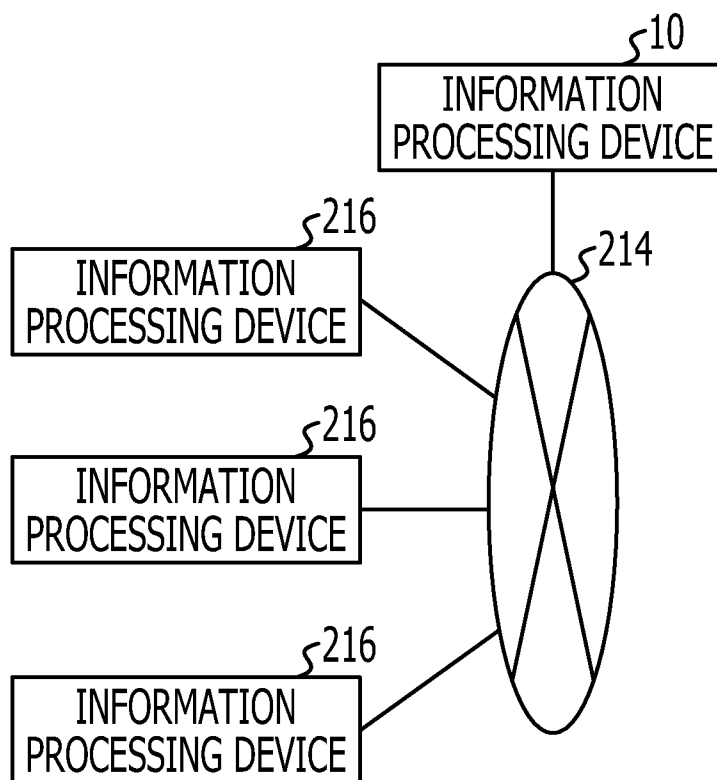 10
INFORMATION
PROCESSING DEVICE
216
214
INFORMATION
PROCESSING DEVICE
216
INFORMATION
PROCESSING DEVICE
216
INFORMATION
PROCESSING DEVICE